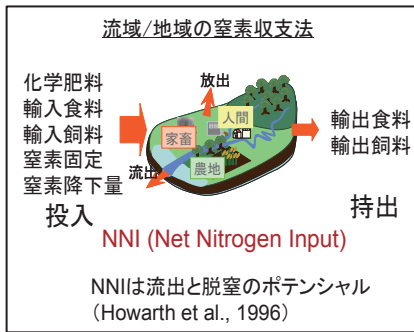 流域/地域の窒素収支法
化学肥料
輸入食料
輸入飼料
窒素固定
窒素降下量
投入
放出
人間
家畜
農地
流出
輸出食料
輸出飼料
持出
NNI (Net Nitrogen Input)
NNIは流出と脱窒のポテンシャル
(Howarth et al., 1996)